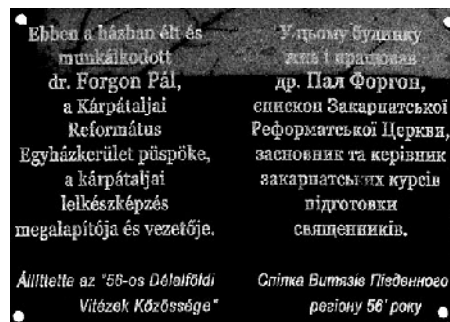 Ebben a házban élt és
munkálkodott
dr. Forgon Pál,
a Kárpátaljai
Református
Egyházkerület püspöke,
a kárpátaljai
lelkészképzés
megalapítója és vezetője.
Állíttette az "56-os Délalföldi
Vitézek Közössége"
У цьому будинку
жив і працював
др. Пал Форгон,
єпископ Закарпатської
Реформатської Церкви,
засновник та керівник
закарпатських курсів
підготовки
священників.
Спілка Витязів Південного
регіону 56' року